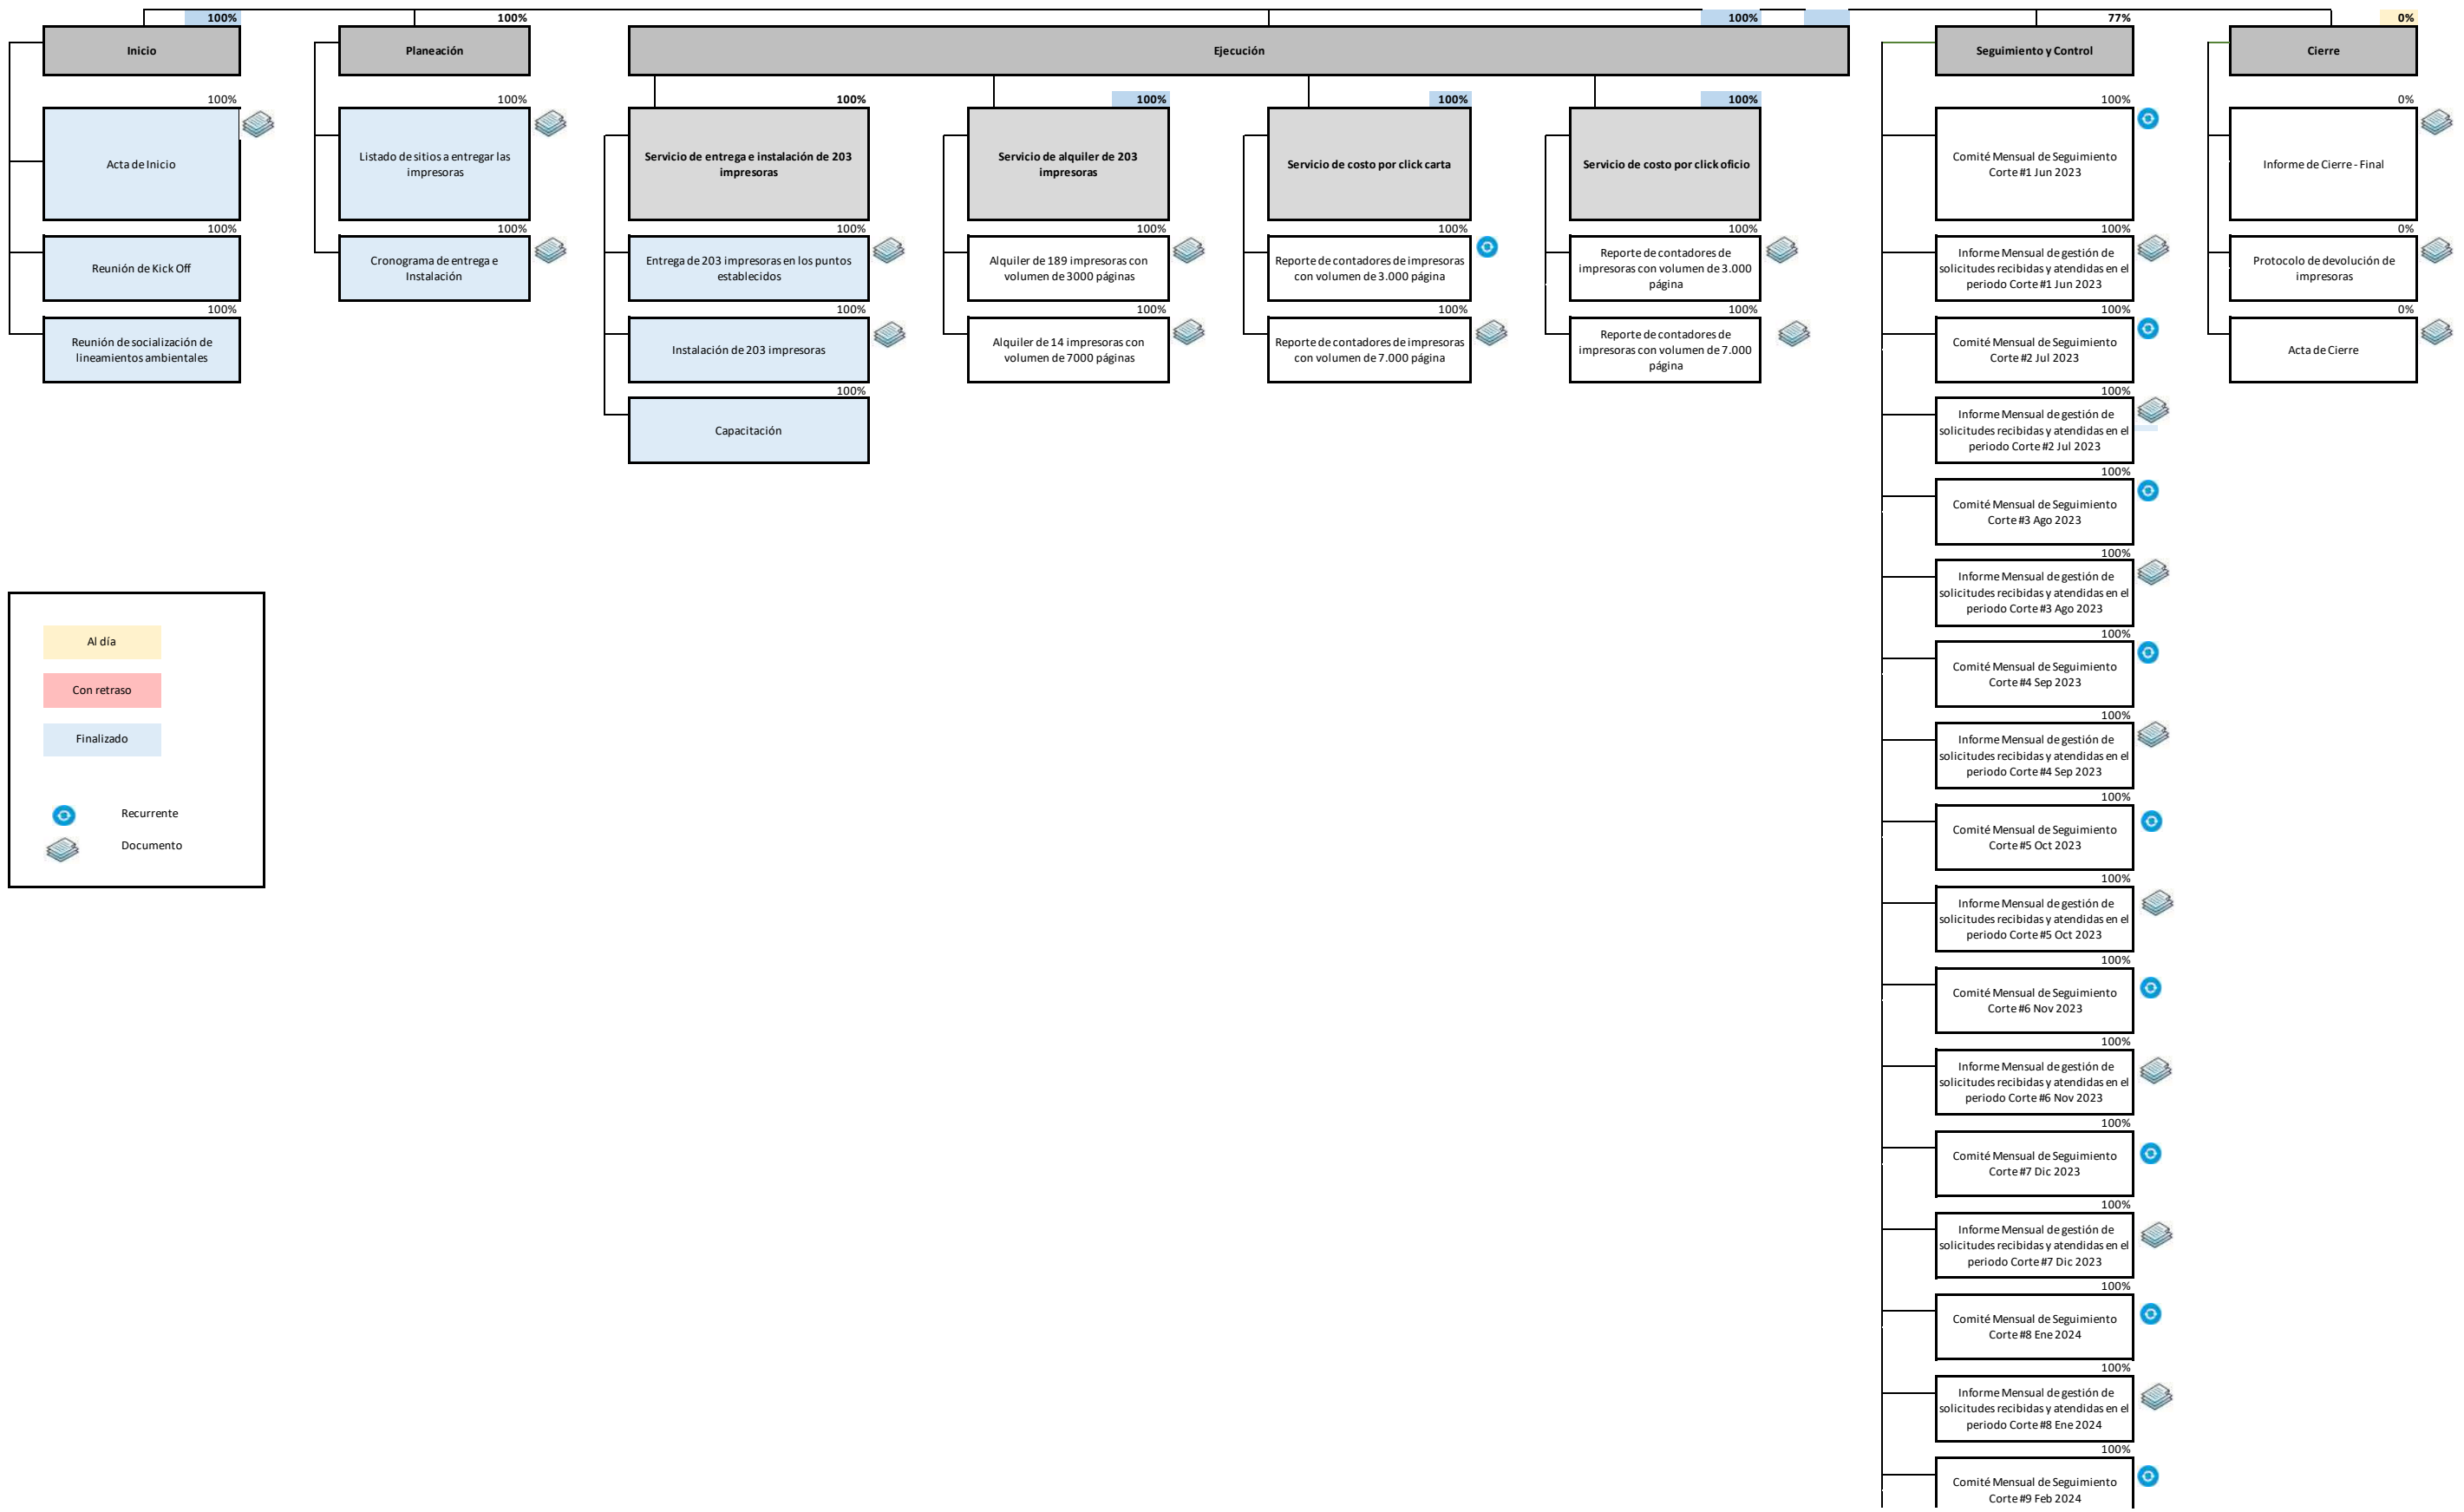 100%
Inicio
100%
Acta de Inicio
100%
Reunión de Kick Off
100%
Reunión de socialización de
lineamientos ambientales
100%
Planeación
100%
Listado de sitios a entregar las
impresoras
100%
Cronograma de entrega e
Instalación
100%
Ejecución
100%
Servicio de entrega e instalación de 203
impresoras
100%
Entrega de 203 impresoras en los puntos
establecidos
100%
Instalación de 203 impresoras
100%
Capacitación
100%
Servicio de alquiler de 203
impresoras
100%
Alquiler de 189 impresoras con
volumen de 3000 páginas
100%
Alquiler de 14 impresoras con
volumen de 7000 páginas
100%
Servicio de costo por click carta
100%
Reporte de contadores de impresoras
con volumen de 3.000 página
100%
Reporte de contadores de impresoras
con volumen de 7.000 página
100%
Servicio de costo por click oficio
100%
Reporte de contadores de
impresoras con volumen de 3.000
página
100%
Reporte de contadores de
impresoras con volumen de 7.000
página
77%
Seguimiento y Control
100%
Comité Mensual de Seguimiento
Corte #1 Jun 2023
100%
Informe Mensual de gestión de
solicitudes recibidas y atendidas en el
periodo Corte #1 Jun 2023
100%
Comité Mensual de Seguimiento
Corte #2 Jul 2023
100%
Informe Mensual de gestión de
solicitudes recibidas y atendidas en el
periodo Corte #2 Jul 2023
100%
Comité Mensual de Seguimiento
Corte #3 Ago 2023
100%
Informe Mensual de gestión de
solicitudes recibidas y atendidas en el
periodo Corte #3 Ago 2023
100%
Comité Mensual de Seguimiento
Corte #4 Sep 2023
100%
Informe Mensual de gestión de
solicitudes recibidas y atendidas en el
periodo Corte #4 Sep 2023
100%
Comité Mensual de Seguimiento
Corte #5 Oct 2023
100%
Informe Mensual de gestión de
solicitudes recibidas y atendidas en el
periodo Corte #5 Oct 2023
100%
Comité Mensual de Seguimiento
Corte #6 Nov 2023
100%
Informe Mensual de gestión de
solicitudes recibidas y atendidas en el
periodo Corte #6 Nov 2023
100%
Comité Mensual de Seguimiento
Corte #7 Dic 2023
100%
Informe Mensual de gestión de
solicitudes recibidas y atendidas en el
periodo Corte #7 Dic 2023
100%
Comité Mensual de Seguimiento
Corte #8 Ene 2024
100%
Informe Mensual de gestión de
solicitudes recibidas y atendidas en el
periodo Corte #8 Ene 2024
100%
Comité Mensual de Seguimiento
Corte #9 Feb 2024
0%
Cierre
0%
Informe de Cierre - Final
0%
Protocolo de devolución de
impresoras
0%
Acta de Cierre
Al día
Con retraso
Finalizado
Recurrente
Documento